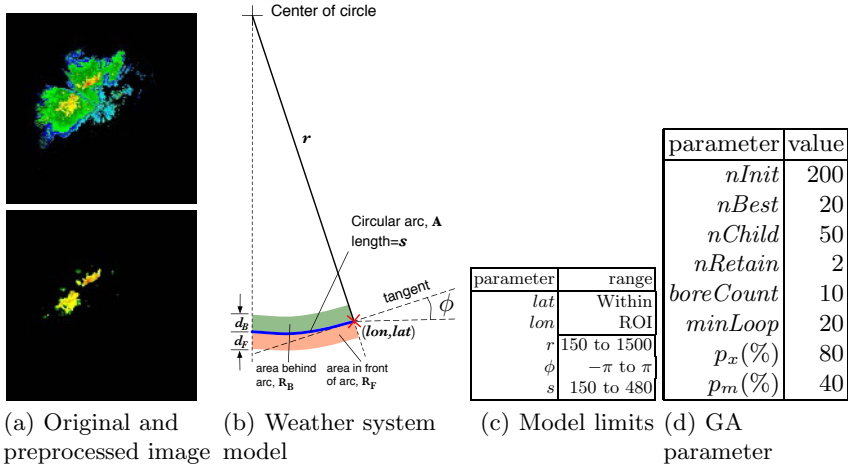 Center of circle
r
Circular arc, A
length=s
tangent
ϕ
d_B
d_F
(lon,lat)
area behind
arc, R_B
area in front
of arc, R_F
parameter range
lat Within
lon ROI
r 150 to 1500
ϕ −π to π
s 150 to 480
parameter value
nInit 200
nBest 20
nChild 50
nRetain 2
boreCount 10
minLoop 20
p_x(%) 80
p_m(%) 40
(a) Original and
preprocessed image
(b) Weather system
model
(c) Model limits
(d) GA
parameter